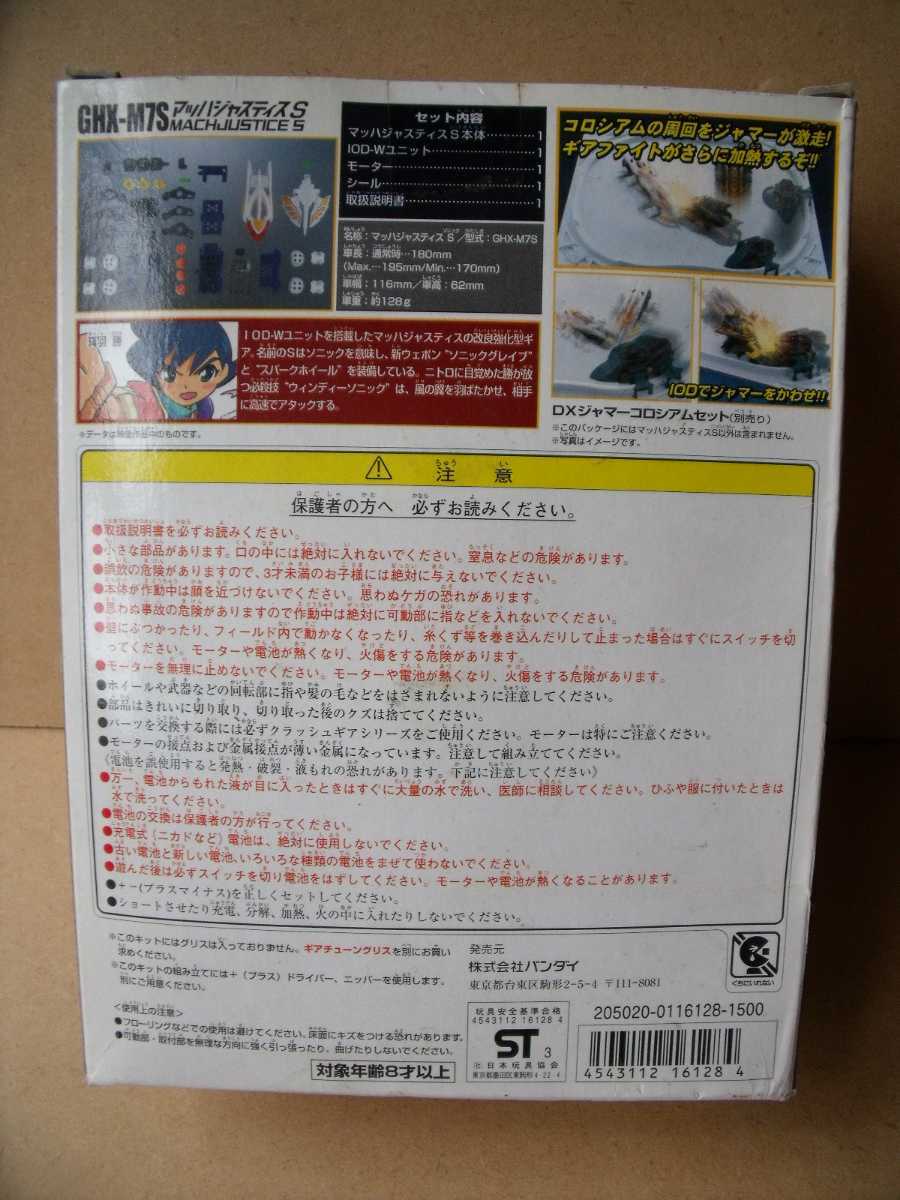 GHX-M7S マッハジャスティスS
MACHJUSTICE S
セット内容
マッハジャスティスS本体…………1
IOD-Wユニット……………………1
モーター……………………………1
シール………………………………1
取扱説明書…………………………1
名称:マッハジャスティス S／型式:GHX-M7S
車長:通常時…180mm
(Max.…195mm/Min.…170mm)
車幅:116mm／車高:62mm
車重:約128g
IOD-Wユニットを搭載したマッハジャスティスの改良強化型ギ
ア。名前のSはソニックを意味し、新ウェポン“ソニックグレイブ”
と“スパークホイール”を装備している。ニトロに目覚めた勝が放
つ必殺技“ウィンディーソニック”は、風の翼を羽ばたかせ、相手
に高速でアタックする。
コロシアムの周回をジャマーが激走!
ギアファイトがさらに加熱するぞ!!
IODでジャマーをかわせ!!
DXジャマーコロシアムセット(別売り)
※このパッケージにはマッハジャスティスS以外は含まれません。
※写真はイメージです。
注意
保護者の方へ 必ずお読みください。
●取扱説明書を必ずお読みください。
●小さな部品があります。口の中には絶対に入れないでください。窒息などの危険があります。
●誤飲の危険がありますので、3才未満のお子様には絶対に与えないでください。
●本体が作動中は顔を近づけないでください。思わぬケガの恐れがあります。
●思わぬ事故の危険がありますので作動中は絶対に可動部に指などを入れないでください。
●壁にぶつかったり、フィールド内で動かなくなったり、糸くず等を巻き込んだりして止まった場合はすぐにスイッチを切
ってください。モーターや電池が熱くなり、火傷をする危険があります。
●モーターを無理に止めないでください。モーターや電池が熱くなり、火傷をする危険があります。
●ホイールや武器などの回転部に指や髪の毛などをはさまれないように注意してください。
●部品はきれいに切り取り、切り取った後のクズは捨ててください。
●パーツを交換する際には必ずクラッシュギアシリーズをご使用ください。モーターは特にご注意ください。
●モーターの接点および金属接点が薄い金属になっています。注意して組み立ててください。
《電池を誤使用すると発熱・破裂・液もれの恐れがあります。下記に注意してください》
●万一、電池からもれた液が目に入ったときはすぐに大量の水で洗い、医師に相談してください。ひふや服に付いたときは
水で洗ってください。
●電池の交換は保護者の方が行ってください。
●充電式(ニカドなど)電池は、絶対に使用しないでください。
●古い電池と新しい電池、いろいろな種類の電池をまぜて使わないでください。
●遊んだ後は必ずスイッチを切り電池をはずしてください。モーターや電池が熱くなることがあります。
●＋－(プラスマイナス)を正しくセットしてください。
●ショートさせたり充電、分解、加熱、火の中に入れたりしないでください。
※このキットにはグリスは入っておりません。ギアチューングリスを別にお買い
求めください。
※このキットの組み立てには＋(プラス)ドライバー、ニッパーを使用します。
別にご用意ください。
<使用上の注意>
●フローリングなどでの使用は避けてください。床面にキズをつける恐れがあります。
●可動部・取付部を無理な方向に強く引っ張ったり、曲げたりしないでください。
対象年齢8才以上
発売元
株式会社バンダイ
東京都台東区駒形2-5-4 〒111-8081
くちにいれない
玩具安全基準合格
4543112 16128 4
ST 3
日本玩具協会
東京都墨田区東駒形4-22-4
205020-0116128-1500
4543112 16128 4